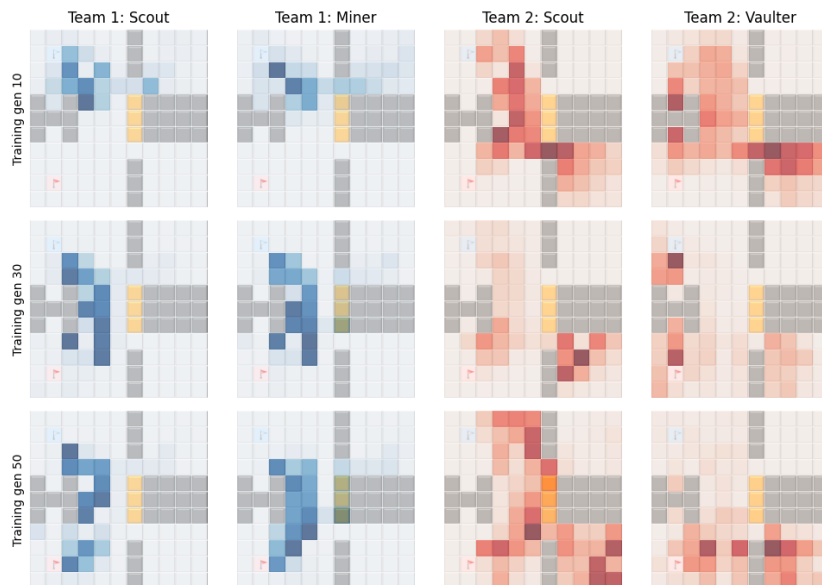 Team 1: Scout
Team 1: Miner
Team 2: Scout
Team 2: Vaulter
Training gen 10
Training gen 30
Training gen 50